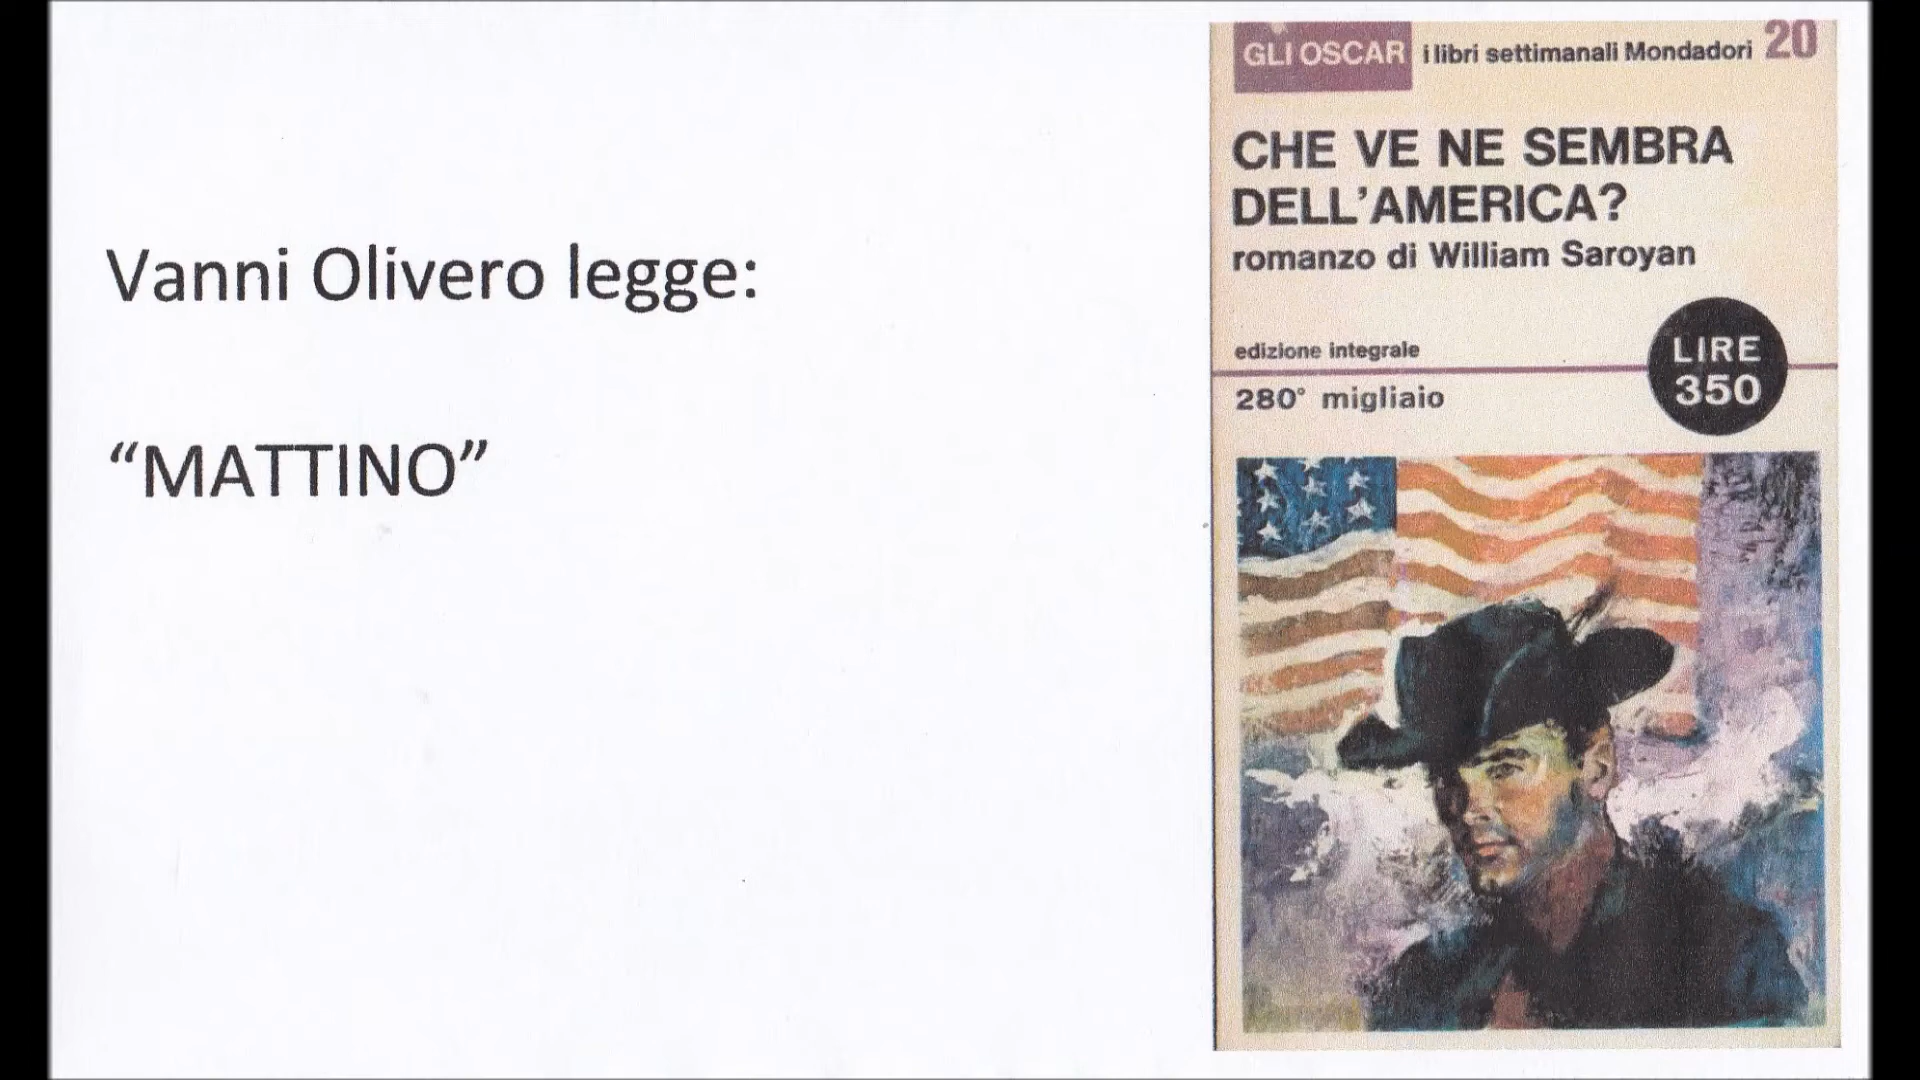 Vanni Olivero legge:
“MATTINO”
GLI OSCAR i libri settimanali Mondadori 20
CHE VE NE SEMBRA
DELL’AMERICA?
romanzo di William Saroyan
edizione integrale
LIRE
350
280° migliaio